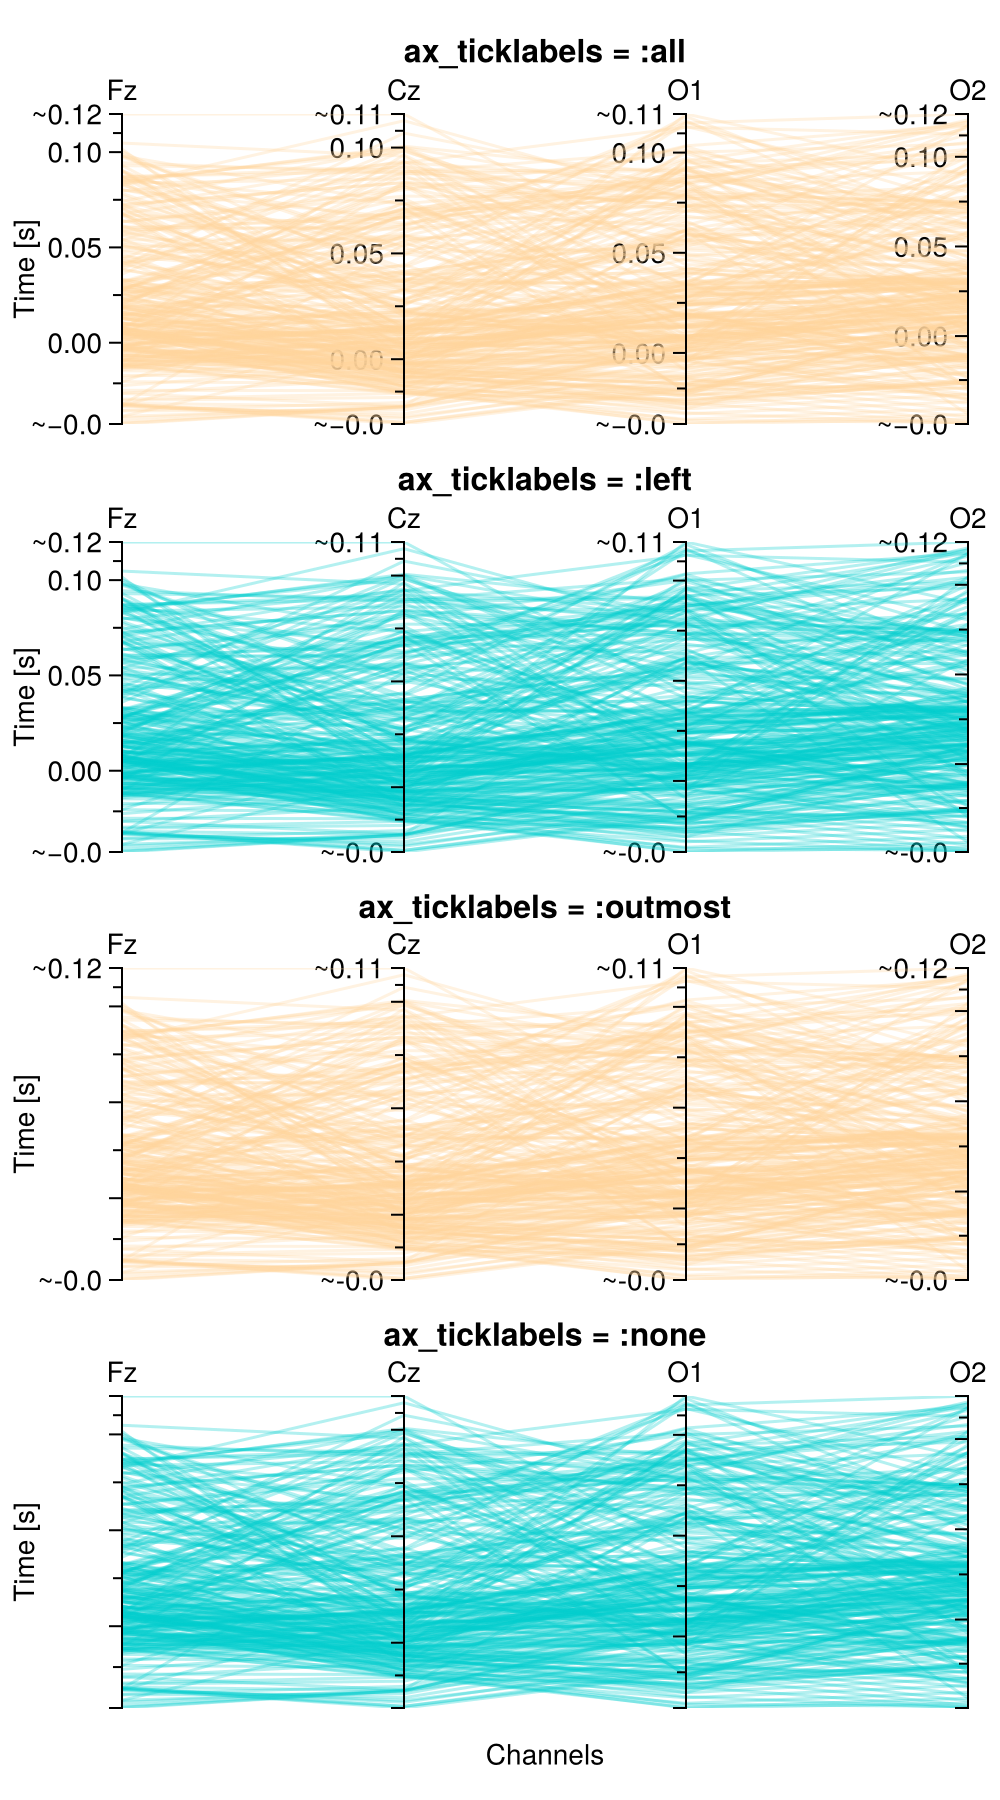 ax_ticklabels = :all
Fz Cz O1 O2
~0.12 ~0.11 ~0.11 ~0.12
0.10 0.10 0.10 0.10
0.05 0.05 0.05 0.05
0.00 0.00 0.00 0.00
~−0.0 ~−0.0 ~−0.0 ~−0.0
Time [s]
ax_ticklabels = :left
Fz Cz O1 O2
~0.12 ~0.11 ~0.11 ~0.12
0.10
0.05
0.00
~−0.0 ~-0.0 ~-0.0 ~-0.0
Time [s]
ax_ticklabels = :outmost
Fz Cz O1 O2
~0.12 ~0.11 ~0.11 ~0.12
~-0.0 ~-0.0 ~-0.0 ~-0.0
Time [s]
ax_ticklabels = :none
Fz Cz O1 O2
Time [s]
Channels